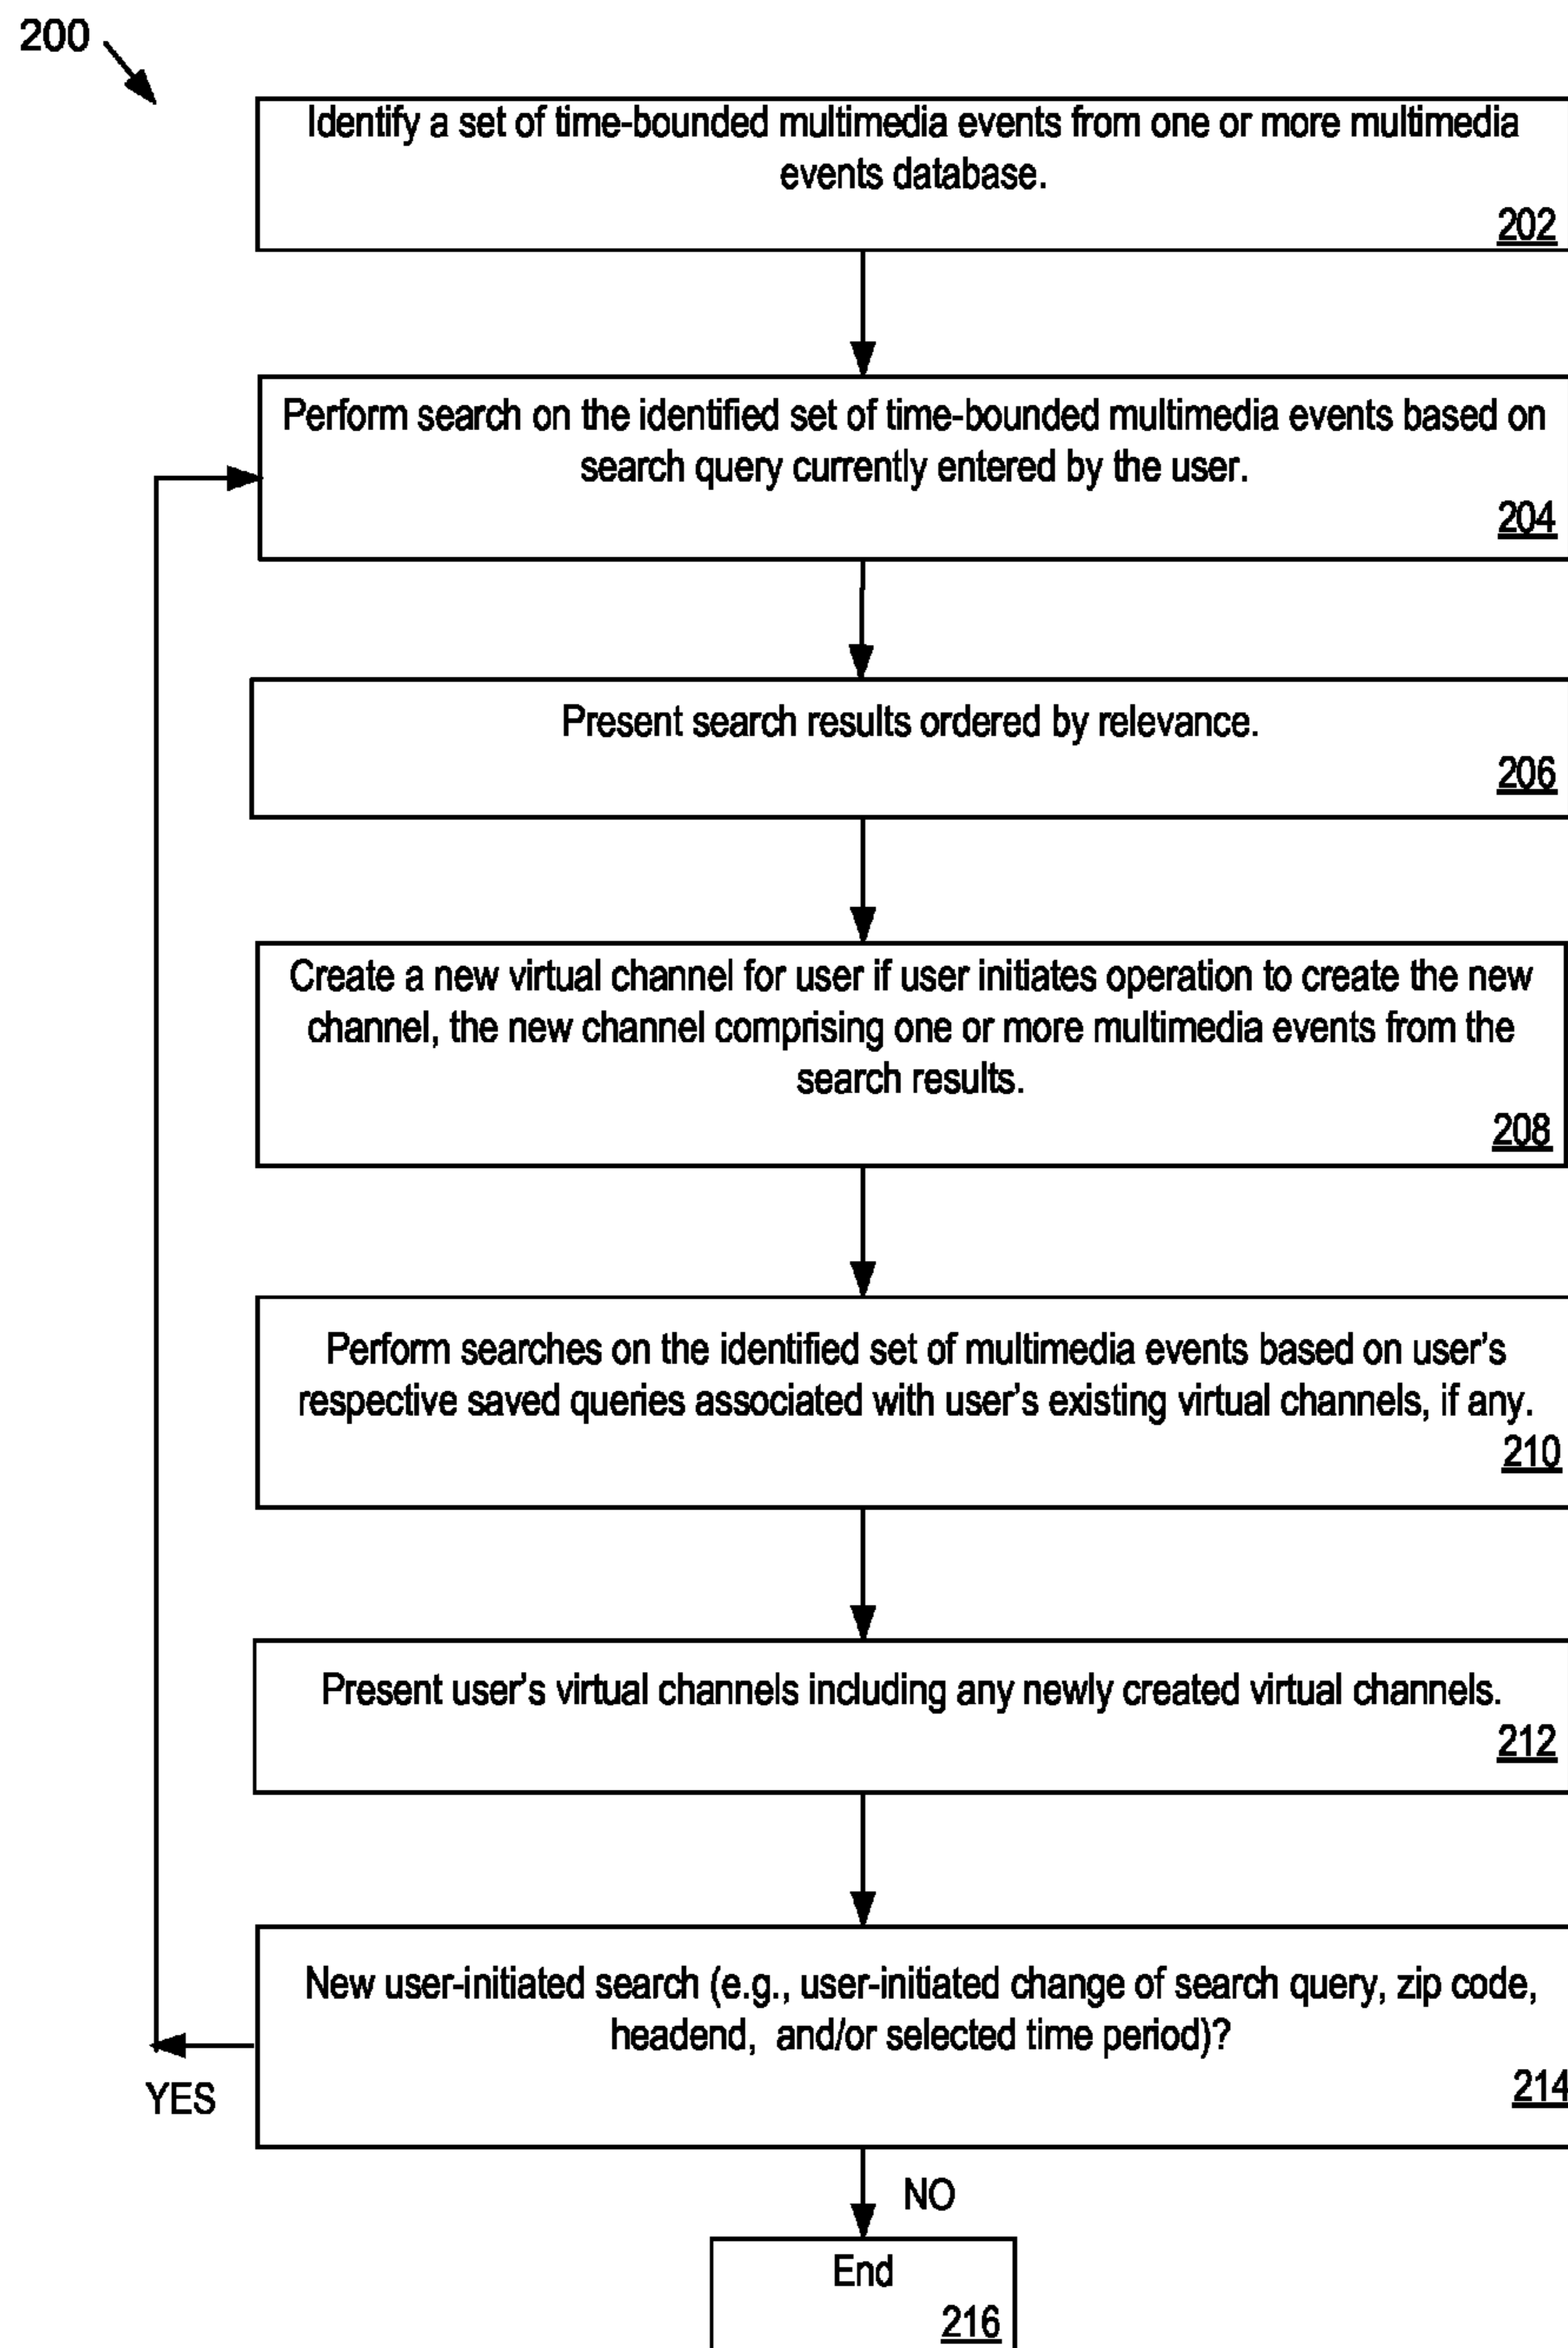 200
Identify a set of time-bounded multimedia events from one or more multimedia
events database.
202
Perform search on the identified set of time-bounded multimedia events based on
search query currently entered by the user.
204
Present search results ordered by relevance.
206
Create a new virtual channel for user if user initiates operation to create the new
channel, the new channel comprising one or more multimedia events from the
search results.
208
Perform searches on the identified set of multimedia events based on user's
respective saved queries associated with user's existing virtual channels, if any.
210
Present user's virtual channels including any newly created virtual channels.
212
New user-initiated search (e.g., user-initiated change of search query, zip code,
headend, and/or selected time period)?
214
YES
NO
End
216